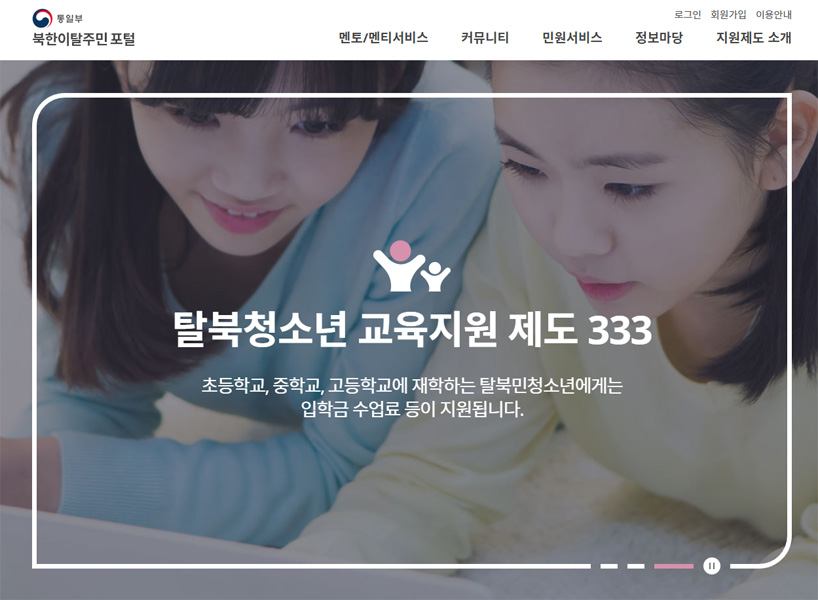 로그인 회원가입 이용안내
통일부
북한이탈주민 포털
멘토/멘티서비스 커뮤니티 민원서비스 정보마당 지원제도 소개
탈북청소년 교육지원 제도 333
초등학교, 중학교, 고등학교에 재학하는 탈북민청소년에게는
입학금 수업료 등이 지원됩니다.